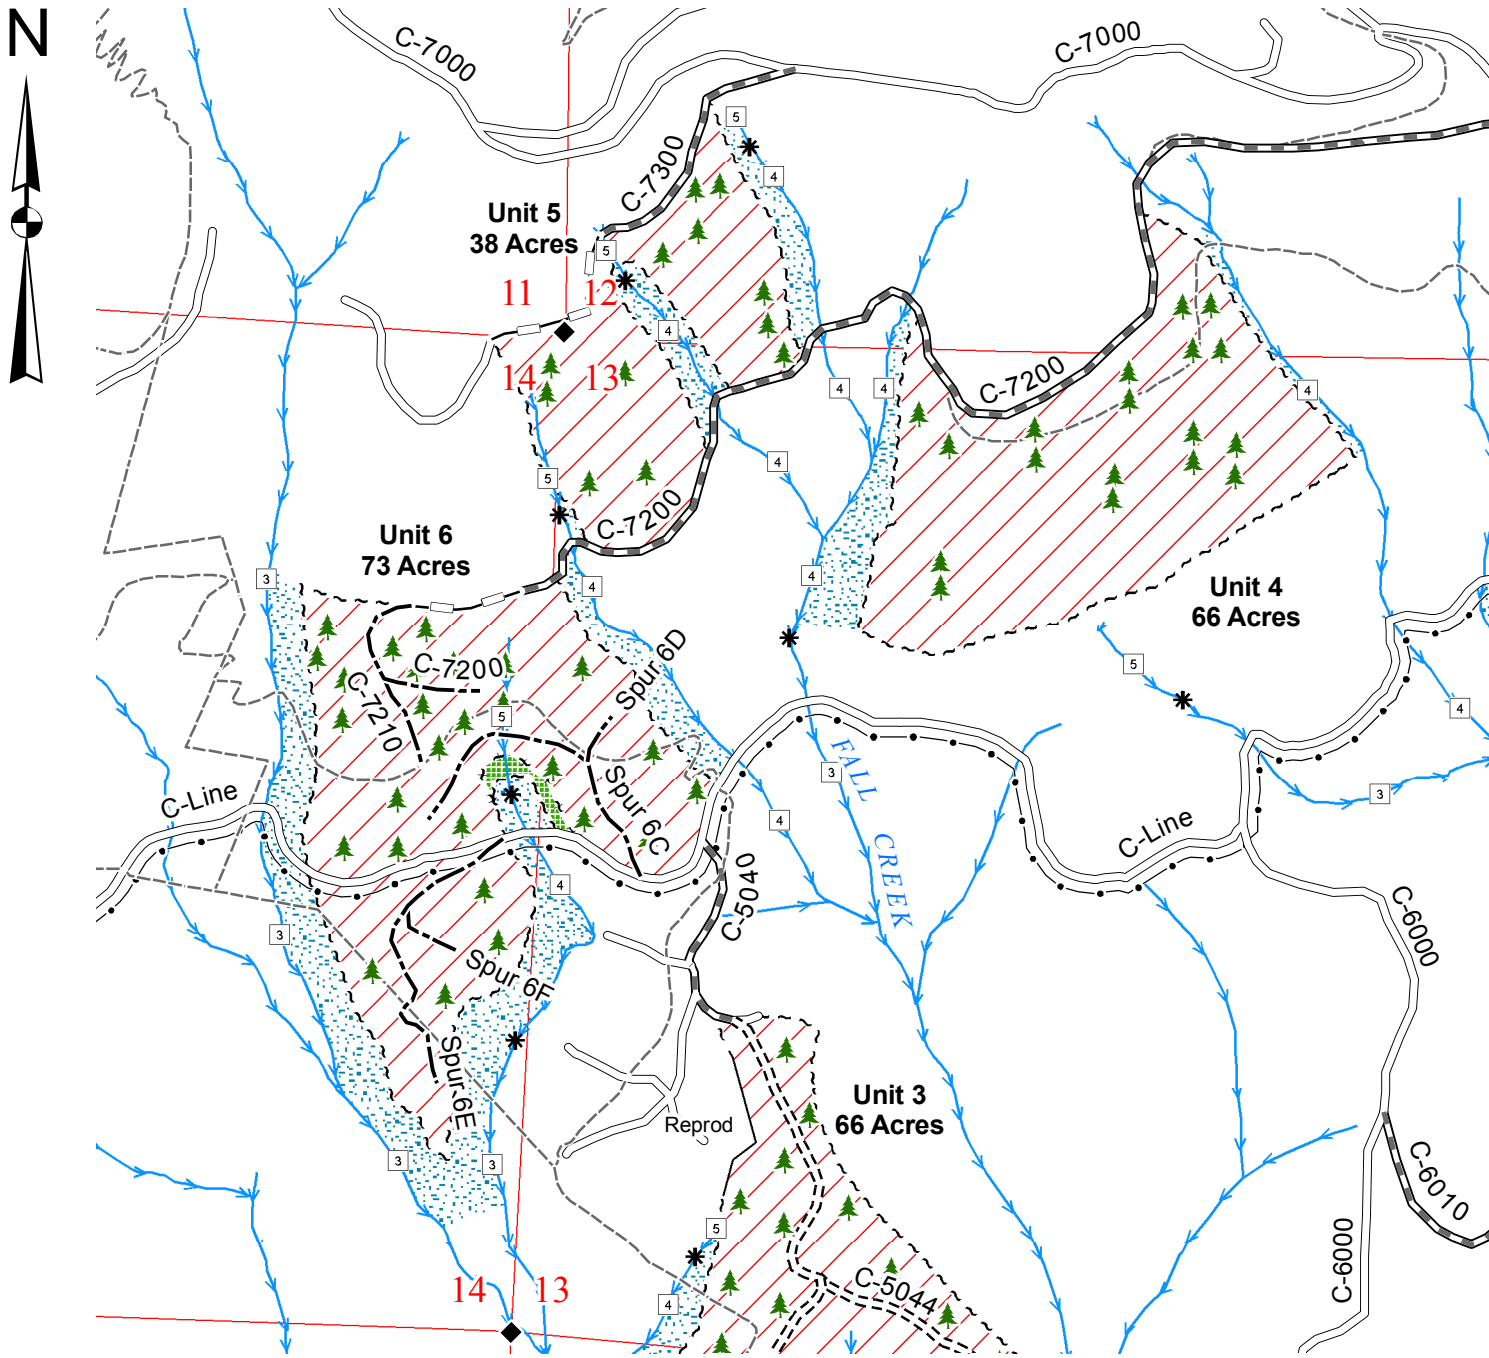 N
C-7000
C-7000
5
C-7300
4
Unit 5
38 Acres
5
11
12
4
14
13
4
4
C-7200
4
4
5
C-7200
Unit 6
73 Acres
3
4
4
Unit 4
66 Acres
Spur 6D
5
C-7200
C-7210
5
4
FALL
3
Spur 6C
3
C-Line
4
C-Line
CREEK
C-5040
4
C-6000
3
Spur 6F
Spur 6E
Unit 3
66 Acres
Reprod
3
3
C-6010
5
C-6000
14
13
C-5044
4